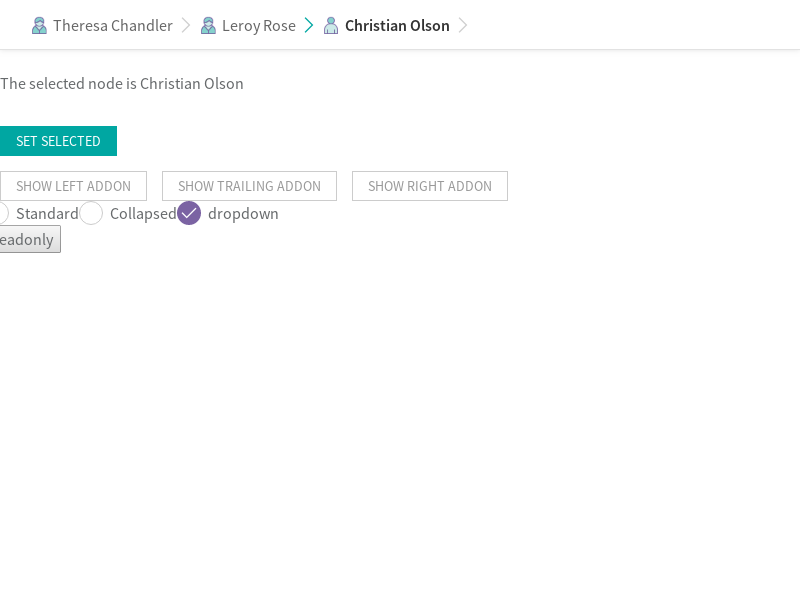 Theresa Chandler Leroy Rose Christian Olson
The selected node is Christian Olson
SET SELECTED
SHOW LEFT ADDON SHOW TRAILING ADDON SHOW RIGHT ADDON
Standard Collapsed dropdown
eadonly